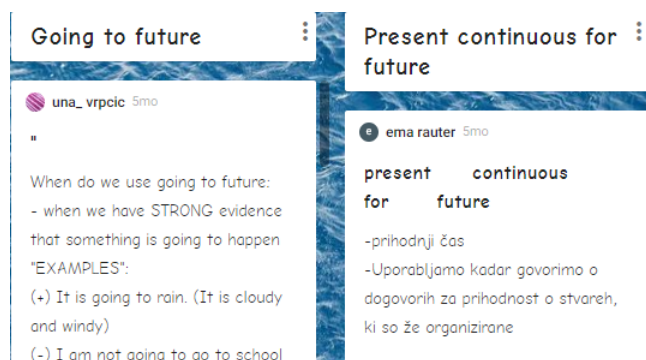 Going to future
una_ vrpcic 5mo
"
When do we use going to future:
- when we have STRONG evidence
that something is going to happen
"EXAMPLES":
(+) It is going to rain. (It is cloudy
and windy)
(-) I am not going to go to school
Present continuous for
future
e ema rauter 5mo
present continuous
for future
-prihodnji čas
-Uporabljamo kadar govorimo o
dogovorih za prihodnost o stvareh,
ki so že organizirane